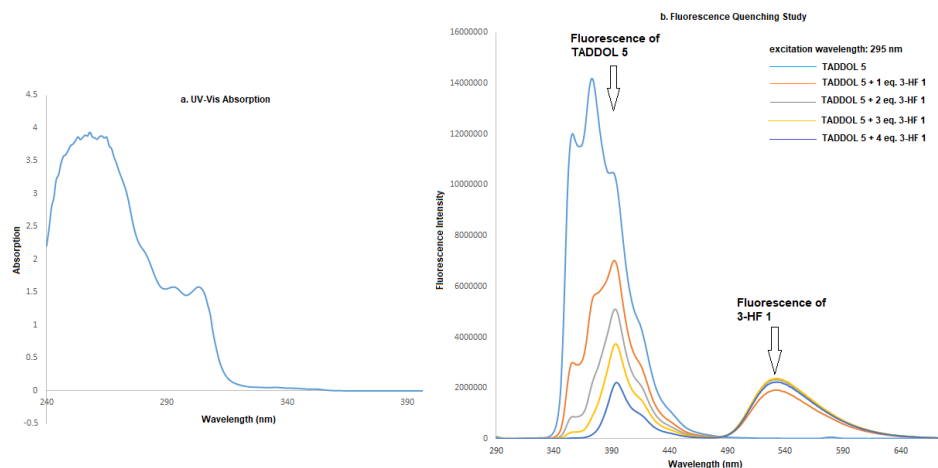 a. UV-Vis Absorption
4.5
4
3.5
3
2.5
2
1.5
1
0.5
0
-0.5
240
290
340
390
Absorption
Wavelength (nm)
b. Fluorescence Quenching Study
16000000
14000000
12000000
10000000
8000000
6000000
4000000
2000000
0
290
340
390
440
490
540
590
640
Fluorescence Intensity
Wavelength (nm)
Fluorescence of
TADDOL 5
Fluorescence of
3-HF 1
excitation wavelength: 295 nm
TADDOL 5
TADDOL 5 + 1 eq. 3-HF 1
TADDOL 5 + 2 eq. 3-HF 1
TADDOL 5 + 3 eq. 3-HF 1
TADDOL 5 + 4 eq. 3-HF 1